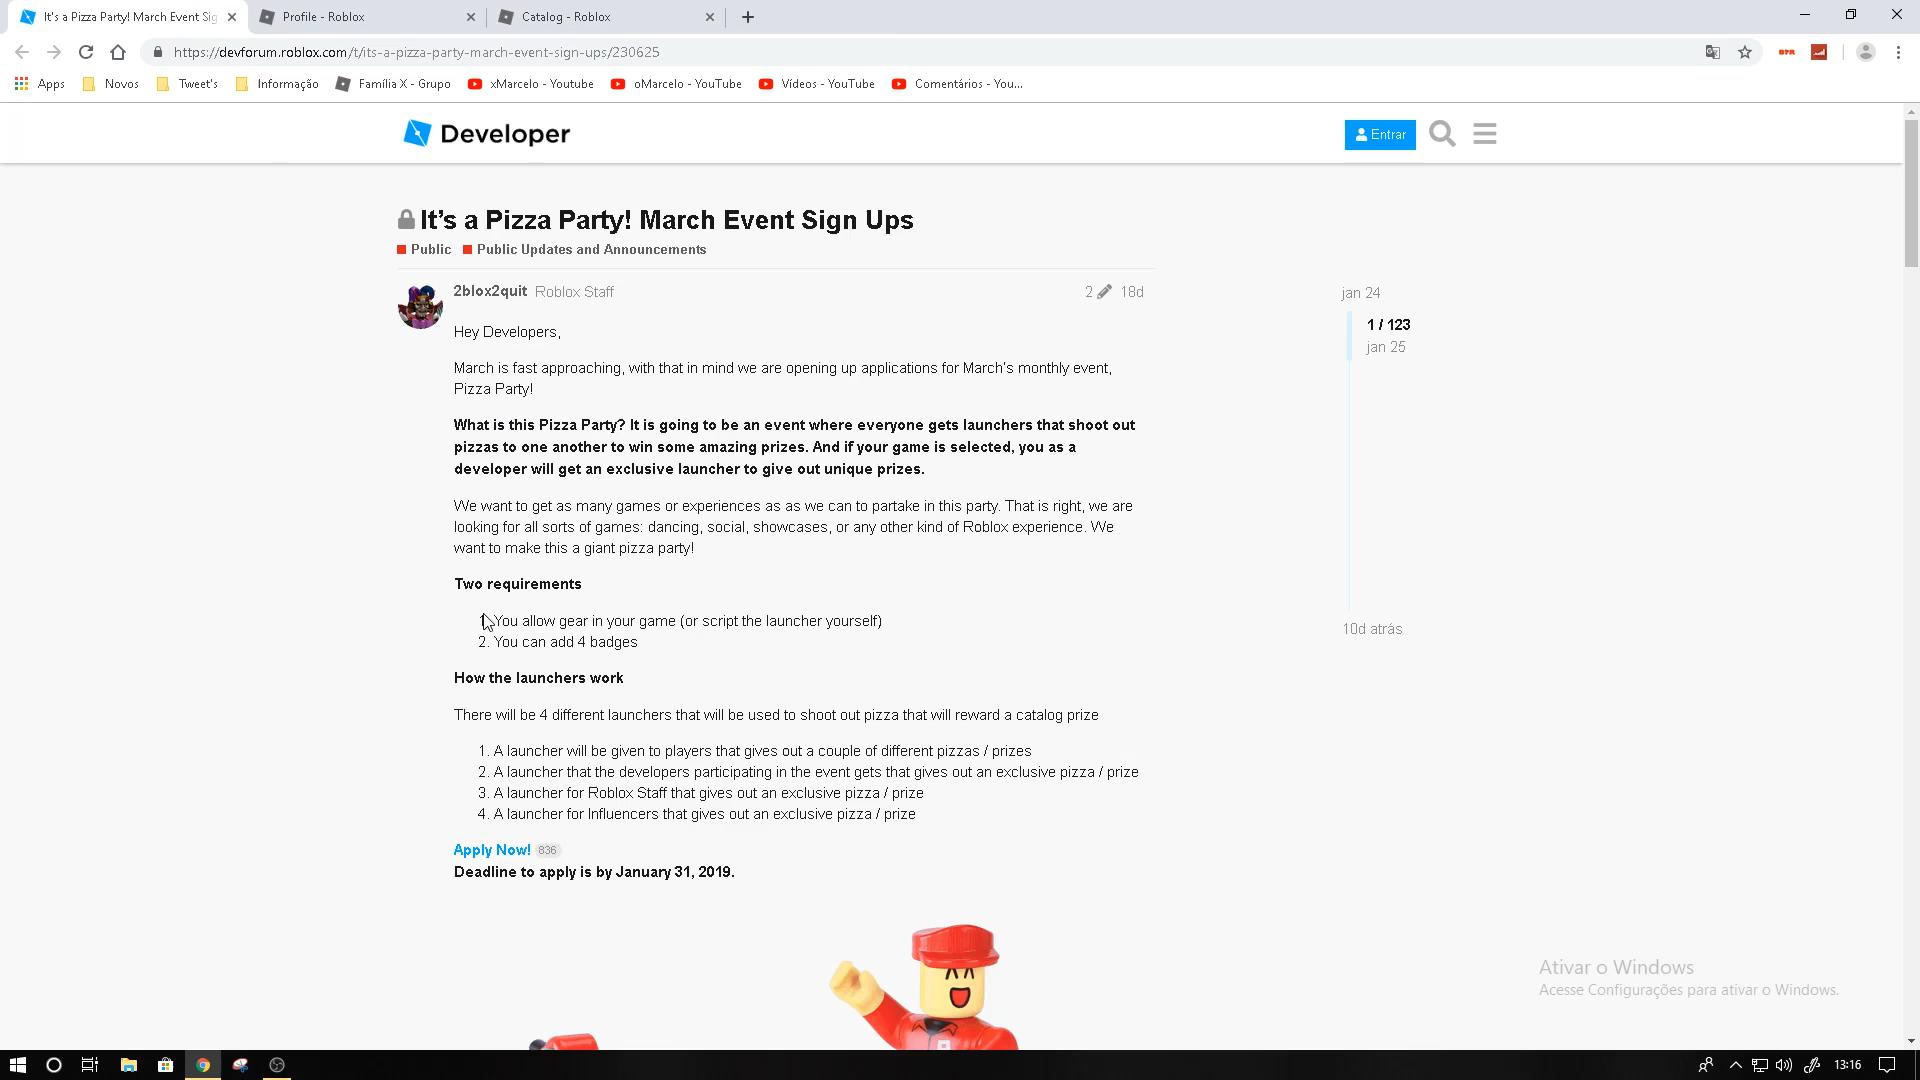 It's a Pizza Party! March Event Sig
Profile - Roblox
Catalog - Roblox
https://devforum.roblox.com/t/its-a-pizza-party-march-event-sign-ups/230625
Apps
Novos
Tweet's
Informação
Família X - Grupo
xMarcelo - Youtube
oMarcelo - YouTube
Vídeos - YouTube
Comentários - You...
Developer
Entrar
It's a Pizza Party! March Event Sign Ups
Public
Public Updates and Announcements
2blox2quit Roblox Staff
2
18d
jan 24
1 / 123
jan 25
10d atrás
Hey Developers,
March is fast approaching, with that in mind we are opening up applications for March's monthly event,
Pizza Party!
What is this Pizza Party? It is going to be an event where everyone gets launchers that shoot out
pizzas to one another to win some amazing prizes. And if your game is selected, you as a
developer will get an exclusive launcher to give out unique prizes.
We want to get as many games or experiences as as we can to partake in this party. That is right, we are
looking for all sorts of games: dancing, social, showcases, or any other kind of Roblox experience. We
want to make this a giant pizza party!
Two requirements
1. You allow gear in your game (or script the launcher yourself)
2. You can add 4 badges
How the launchers work
There will be 4 different launchers that will be used to shoot out pizza that will reward a catalog prize
1. A launcher will be given to players that gives out a couple of different pizzas / prizes
2. A launcher that the developers participating in the event gets that gives out an exclusive pizza / prize
3. A launcher for Roblox Staff that gives out an exclusive pizza / prize
4. A launcher for Influencers that gives out an exclusive pizza / prize
Apply Now! 836
Deadline to apply is by January 31, 2019.
Ativar o Windows
Acesse Configurações para ativar o Windows.
13:16